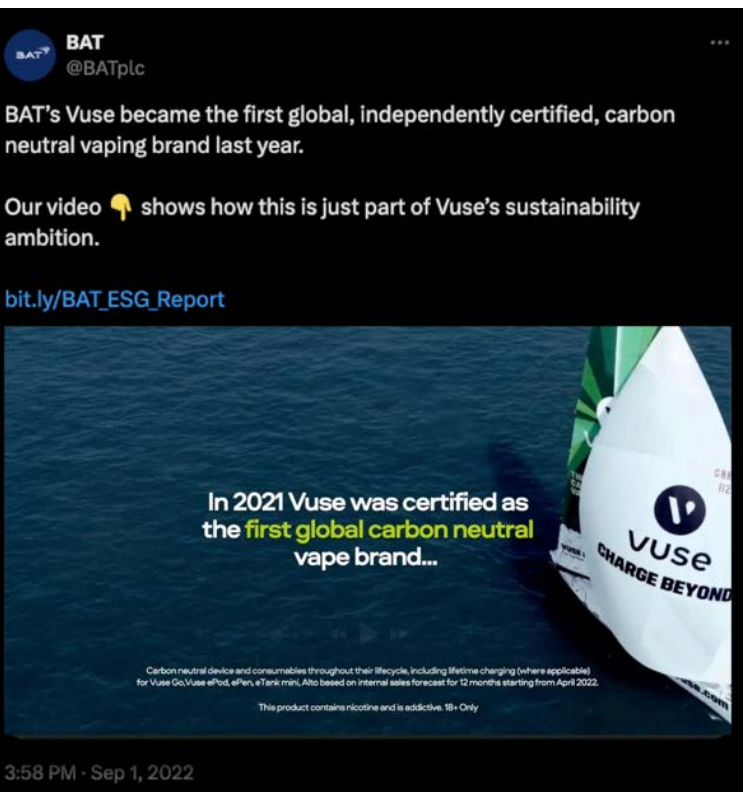 BAT
BAT
@BATplc
BAT's Vuse became the first global, independently certified, carbon
neutral vaping brand last year.
Our video 👇 shows how this is just part of Vuse's sustainability
ambition.
bit.ly/BAT_ESG_Report
In 2021 Vuse was certified as
the first global carbon neutral
vape brand...
VUSE
CHARGE BEYOND
Carbon neutral device and consumables throughout their lifecycle, including lifetime charging (where applicable)
for Vuse Go,Vuse ePod, ePen, eTank mini, Alto based on internal sales forecast for 12 months starting from April 2022.
This product contains nicotine and is addictive. 18+ Only
3:58 PM · Sep 1, 2022